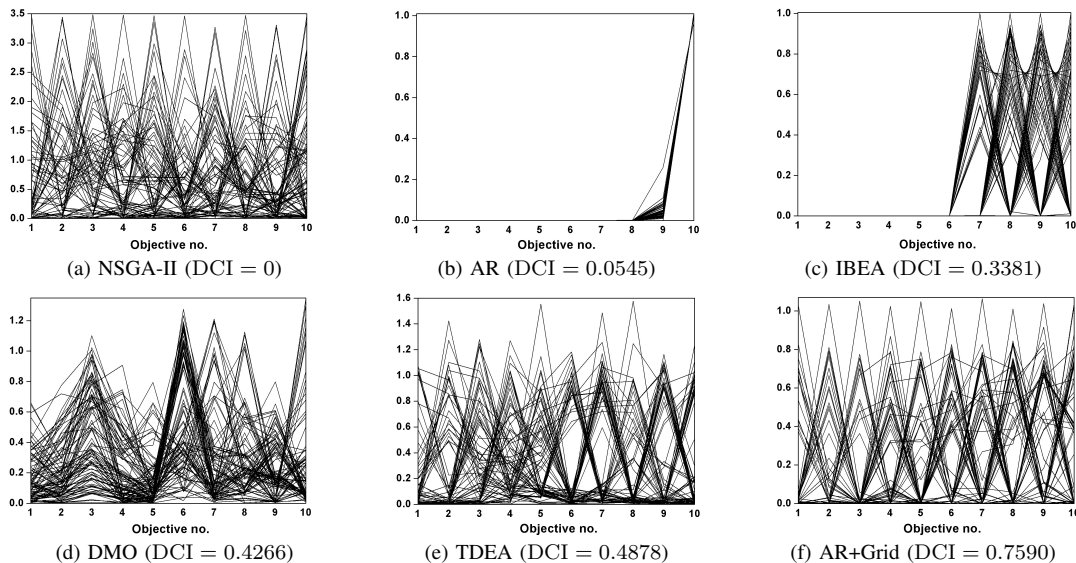 3.5
3.0
2.5
2.0
1.5
1.0
0.5
0.0
1 2 3 4 5 6 7 8 9 10
Objective no.
(a) NSGA-II (DCI = 0)
1.0
0.8
0.6
0.4
0.2
0.0
1 2 3 4 5 6 7 8 9 10
Objective no.
(b) AR (DCI = 0.0545)
1.0
0.8
0.6
0.4
0.2
0.0
1 2 3 4 5 6 7 8 9 10
Objective no.
(c) IBEA (DCI = 0.3381)
1.2
1.0
0.8
0.6
0.4
0.2
0.0
1 2 3 4 5 6 7 8 9 10
Objective no.
(d) DMO (DCI = 0.4266)
1.6
1.4
1.2
1.0
0.8
0.6
0.4
0.2
0.0
1 2 3 4 5 6 7 8 9 10
Objective no.
(e) TDEA (DCI = 0.4878)
1.0
0.8
0.6
0.4
0.2
0.0
1 2 3 4 5 6 7 8 9 10
Objective no.
(f) AR+Grid (DCI = 0.7590)